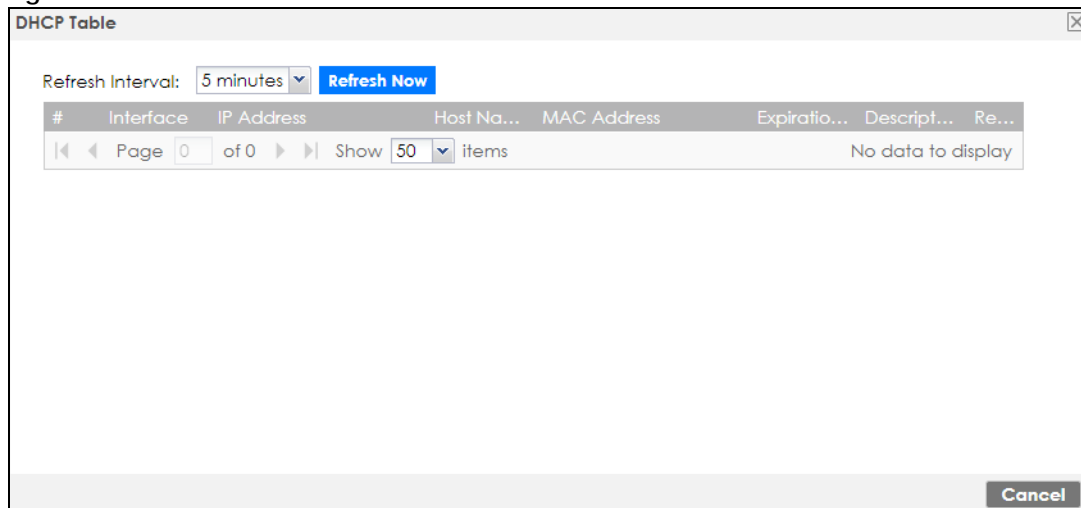 DHCP Table
Refresh Interval: 5 minutes Refresh Now
# Interface IP Address Host Na... MAC Address Expiratio... Descript... Re...
Page 0 of 0 Show 50 items No data to display
Cancel